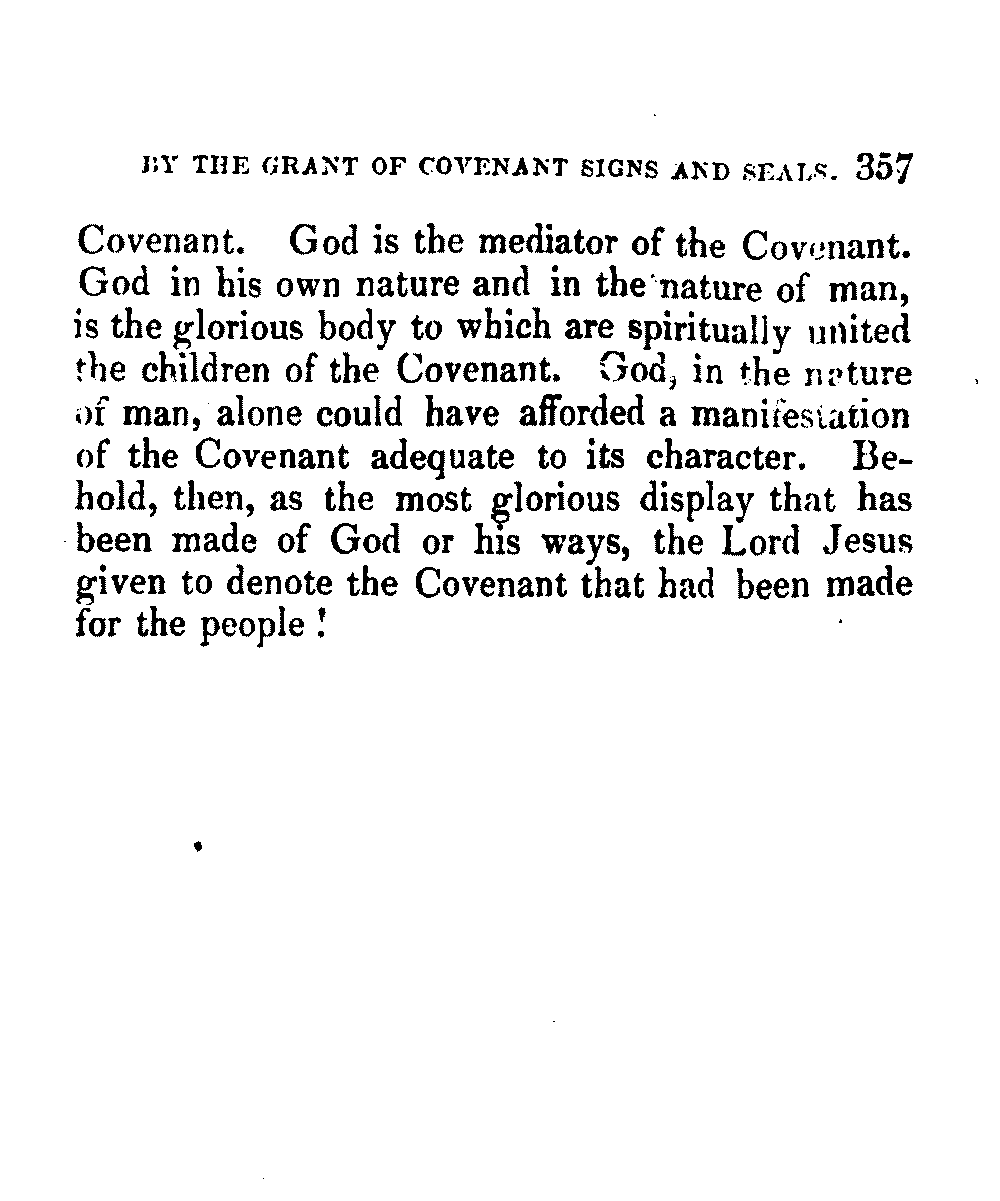 BY THE GRANT OF COVENANT SIGNS AND SEALS. 357
Covenant. God is the mediator of the Covenant.
God in his own nature and in the nature of man,
is the glorious body to which are spiritually united
the children of the Covenant. God, in the nature
of man, alone could have afforded a manifestation
of the Covenant adequate to its character. Be-
hold, then, as the most glorious display that has
been made of God or his ways, the Lord Jesus
given to denote the Covenant that had been made
for the people!